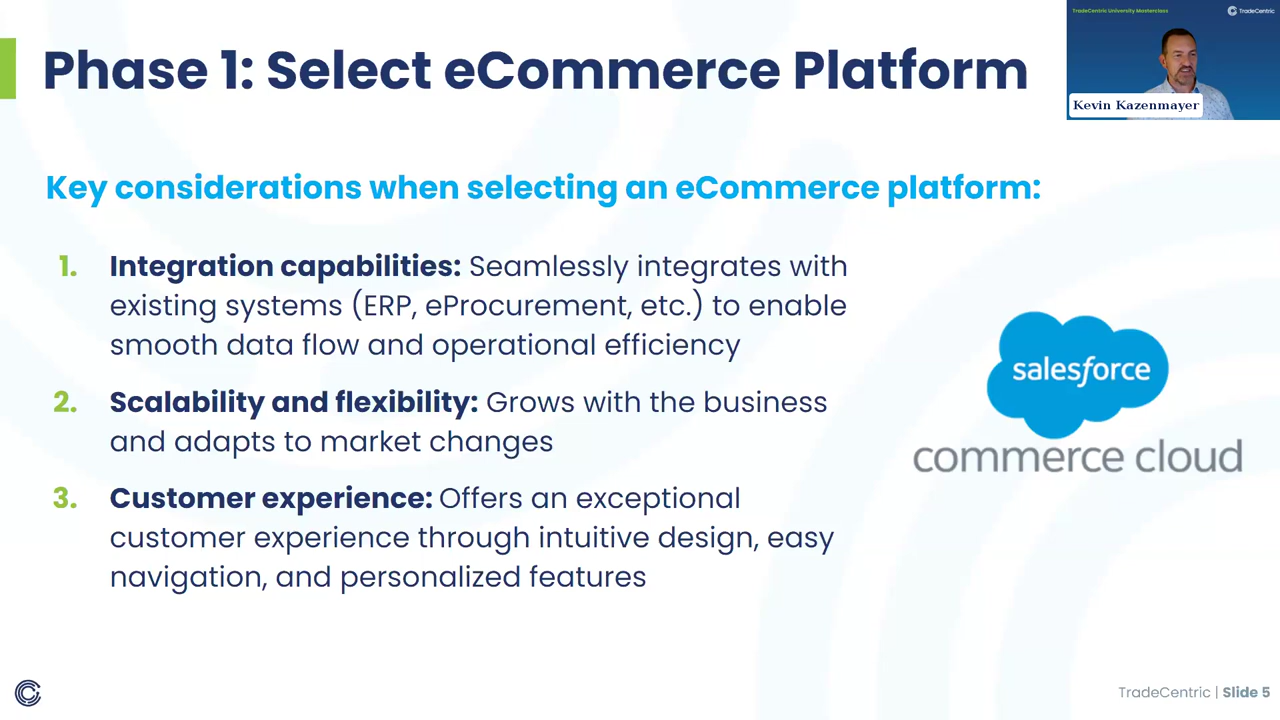 Phase 1: Select eCommerce Platform
TradeCentric University Masterclass
TradeCentric
Kevin Kazenmayer
Key considerations when selecting an eCommerce platform:
1. Integration capabilities: Seamlessly integrates with
existing systems (ERP, eProcurement, etc.) to enable
smooth data flow and operational efficiency
2. Scalability and flexibility: Grows with the business
and adapts to market changes
3. Customer experience: Offers an exceptional
customer experience through intuitive design, easy
navigation, and personalized features
salesforce
commerce cloud
TradeCentric | Slide 5